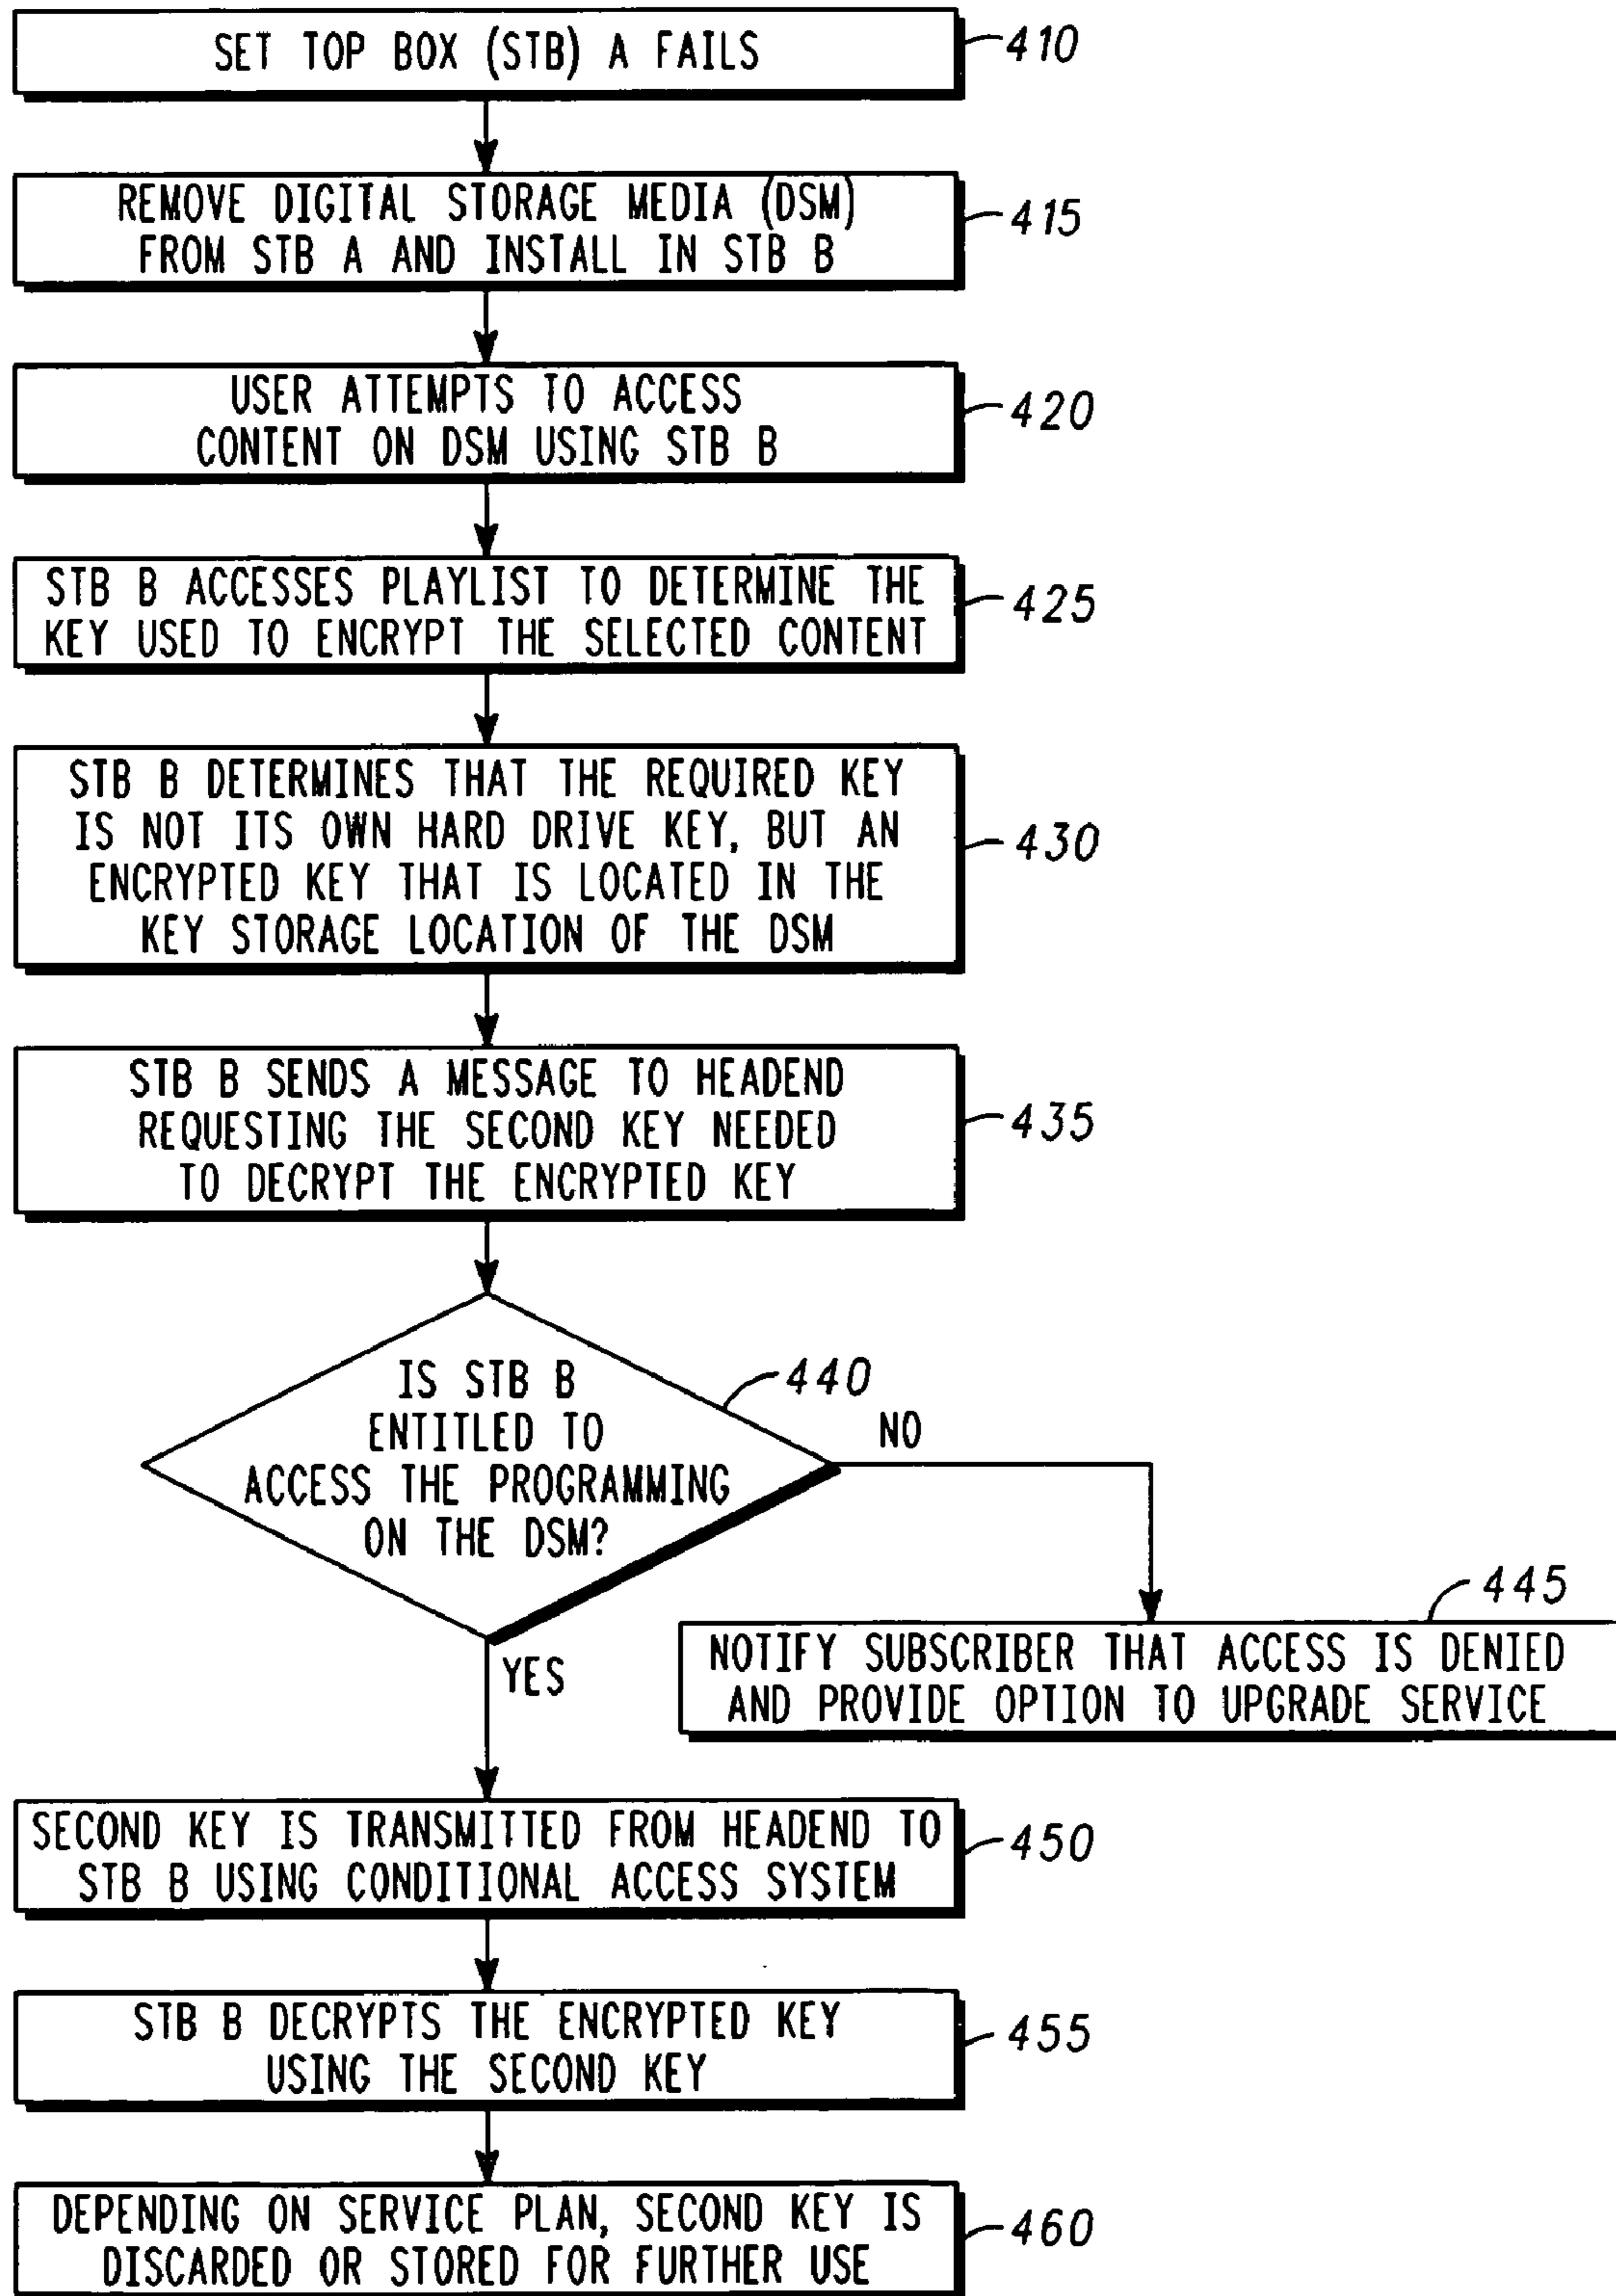 SET TOP BOX (STB) A FAILS
410
REMOVE DIGITAL STORAGE MEDIA (DSM)
FROM STB A AND INSTALL IN STB B
415
USER ATTEMPTS TO ACCESS
CONTENT ON DSM USING STB B
420
STB B ACCESSES PLAYLIST TO DETERMINE THE
KEY USED TO ENCRYPT THE SELECTED CONTENT
425
STB B DETERMINES THAT THE REQUIRED KEY
IS NOT ITS OWN HARD DRIVE KEY, BUT AN
ENCRYPTED KEY THAT IS LOCATED IN THE
KEY STORAGE LOCATION OF THE DSM
430
STB B SENDS A MESSAGE TO HEADEND
REQUESTING THE SECOND KEY NEEDED
TO DECRYPT THE ENCRYPTED KEY
435
IS STB B
ENTITLED TO
ACCESS THE PROGRAMMING
ON THE DSM?
440
NO
445
NOTIFY SUBSCRIBER THAT ACCESS IS DENIED
AND PROVIDE OPTION TO UPGRADE SERVICE
YES
SECOND KEY IS TRANSMITTED FROM HEADEND TO
STB B USING CONDITIONAL ACCESS SYSTEM
450
STB B DECRYPTS THE ENCRYPTED KEY
USING THE SECOND KEY
455
DEPENDING ON SERVICE PLAN, SECOND KEY IS
DISCARDED OR STORED FOR FURTHER USE
460